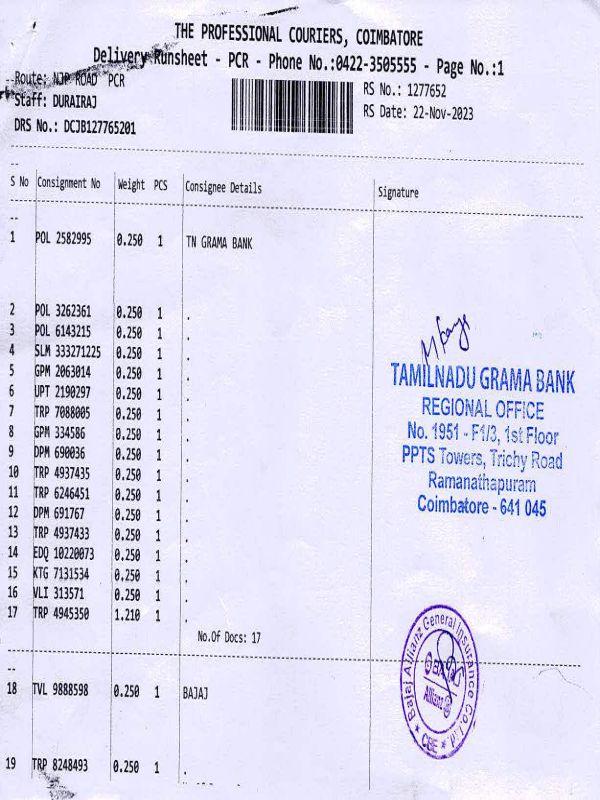 THE PROFESSIONAL COURIERS, COIMBATORE
Delivery Runsheet - PCR - Phone No.:0422-3505555 - Page No.:1
Route: NJP ROAD PCR
RS No.: 1277652
Staff: DURAIRAJ
RS Date: 22-Nov-2023
DRS No.: DCJB127765201
S No Consignment No Weight PCS Consignee Details Signature
1 POL 2582995 0.250 1 TN GRAMA BANK
2 POL 3262361 0.250 1 .
3 POL 6143215 0.250 1 .
4 SLM 333271225 0.250 1 .
5 GPM 2063014 0.250 1 .
6 UPT 2190297 0.250 1 .
7 TRP 7088005 0.250 1 .
8 GPM 334586 0.250 1 .
9 DPM 690036 0.250 1 .
10 TRP 4937435 0.250 1 .
11 TRP 6246451 0.250 1 .
12 DPM 691767 0.250 1 .
13 TRP 4937433 0.250 1 .
14 EDQ 10220073 0.250 1 .
15 KTG 7131534 0.250 1 .
16 VLI 313571 0.250 1 .
17 TRP 4945350 1.210 1 .
No.Of Docs: 17
TAMILNADU GRAMA BANK
REGIONAL OFFICE
No. 1951 - F1/3, 1st Floor
PPTS Towers, Trichy Road
Ramanathapuram
Coimbatore - 641 045
18 TVL 9888598 0.250 1 BAJAJ
Bajaj Allianz General Insurance Co.
CBE
Allianz
19 TRP 8248493 0.250 1 .